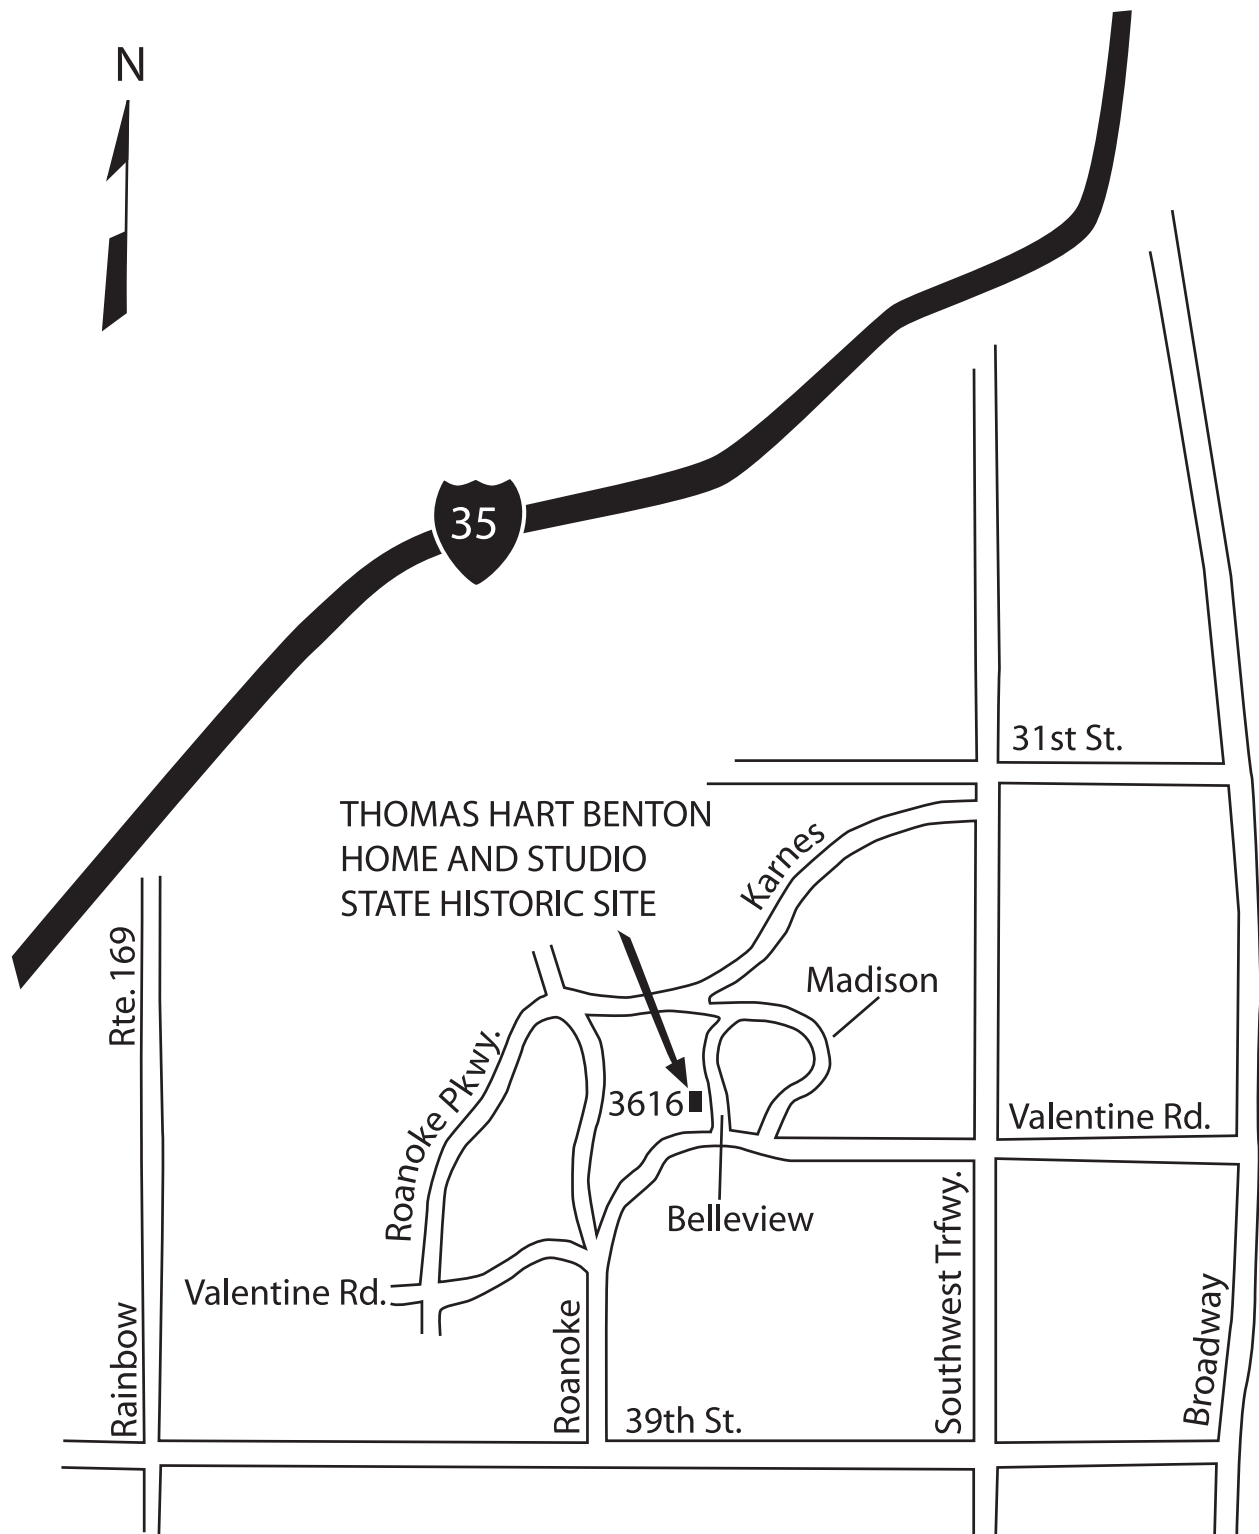 N
35
31st St.
THOMAS HART BENTON
HOME AND STUDIO
STATE HISTORIC SITE
Karnes
Rte. 169
Madison
Roanoke Pkwy.
3616
Valentine Rd.
Belleview
Southwest Trfwy.
Valentine Rd.
Rainbow
Roanoke
Broadway
39th St.